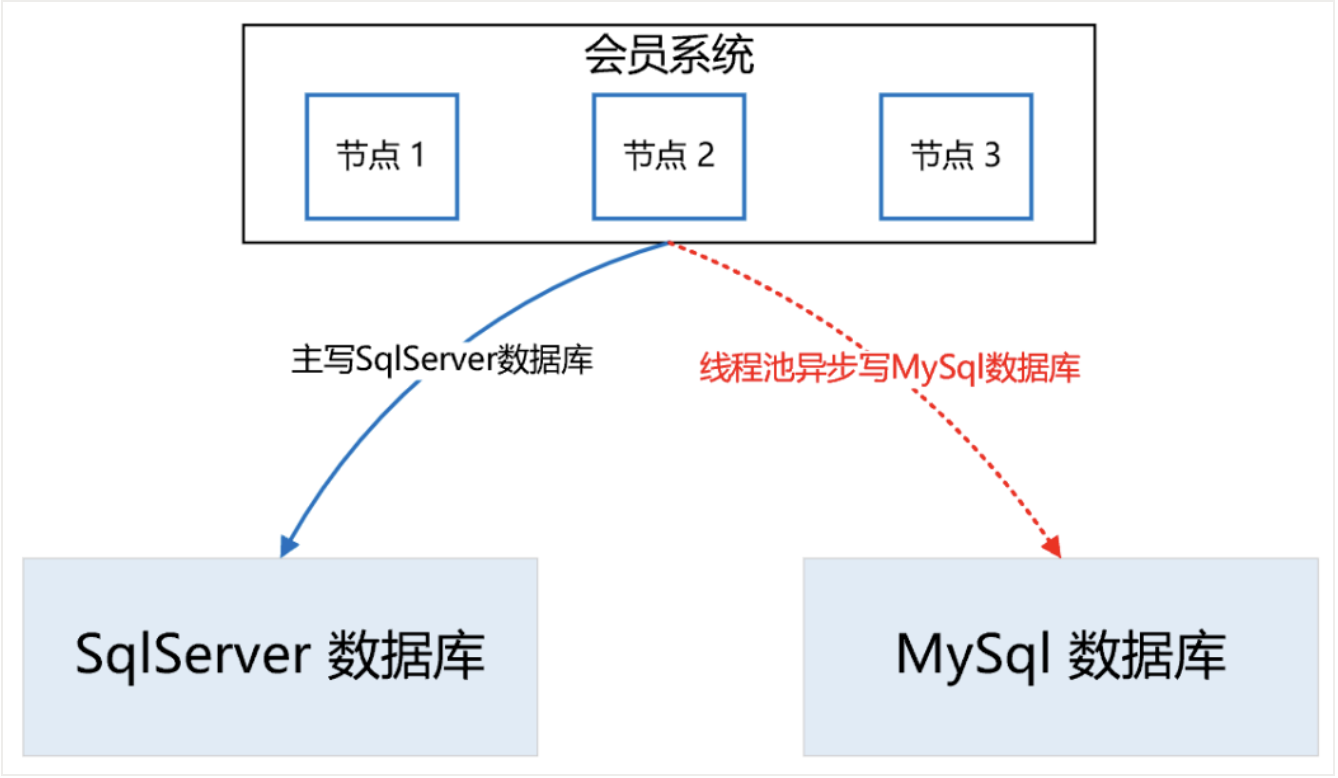 会员系统
节点 1
节点 2
节点 3
主写SqlServer数据库
线程池异步写MySql数据库
SqlServer 数据库
MySql 数据库